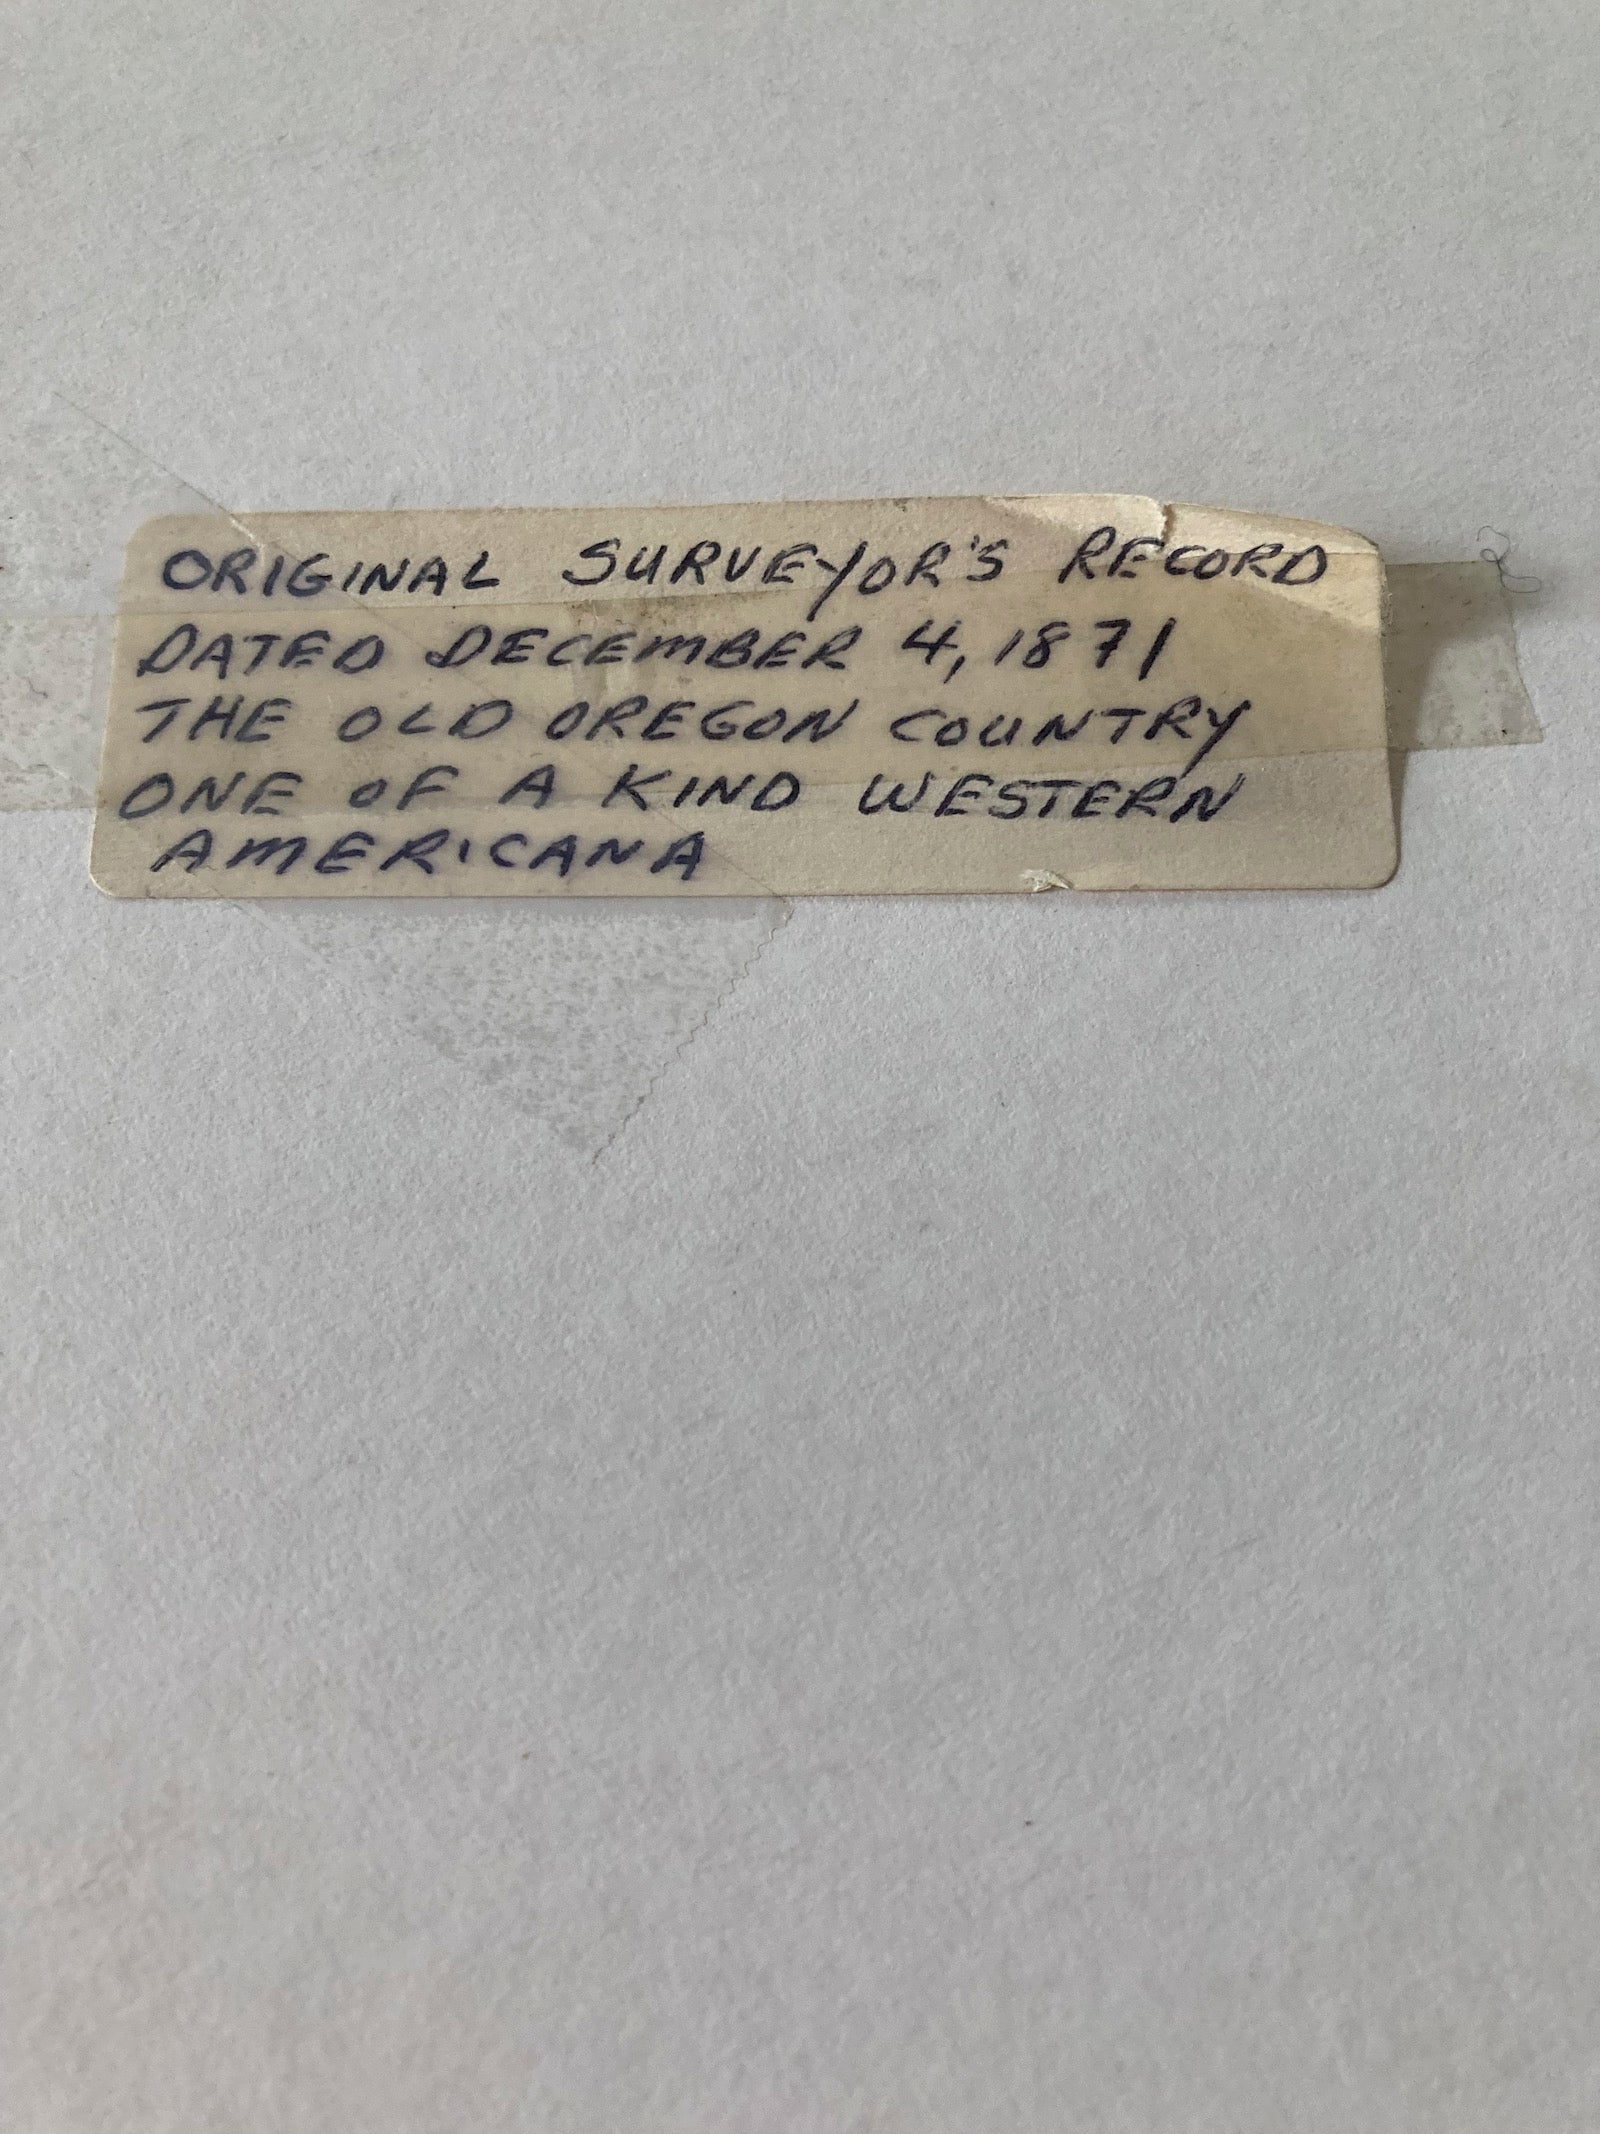 ORIGINAL SURVEYOR'S RECORD
DATED DECEMBER 4, 1871
THE OLD OREGON COUNTRY
ONE OF A KIND WESTERN
AMERICANA